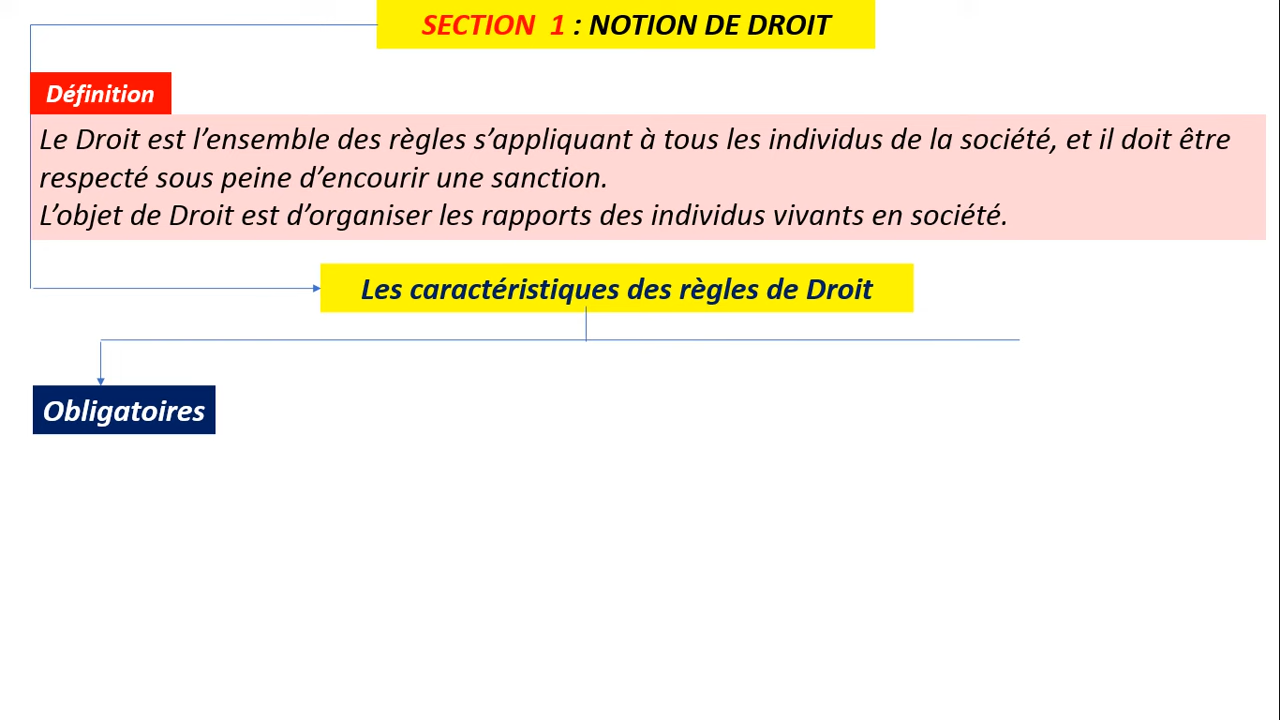 SECTION 1 : NOTION DE DROIT
Définition
Le Droit est l’ensemble des règles s’appliquant à tous les individus de la société, et il doit être
respecté sous peine d’encourir une sanction.
L’objet de Droit est d’organiser les rapports des individus vivants en société.
Les caractéristiques des règles de Droit
Obligatoires